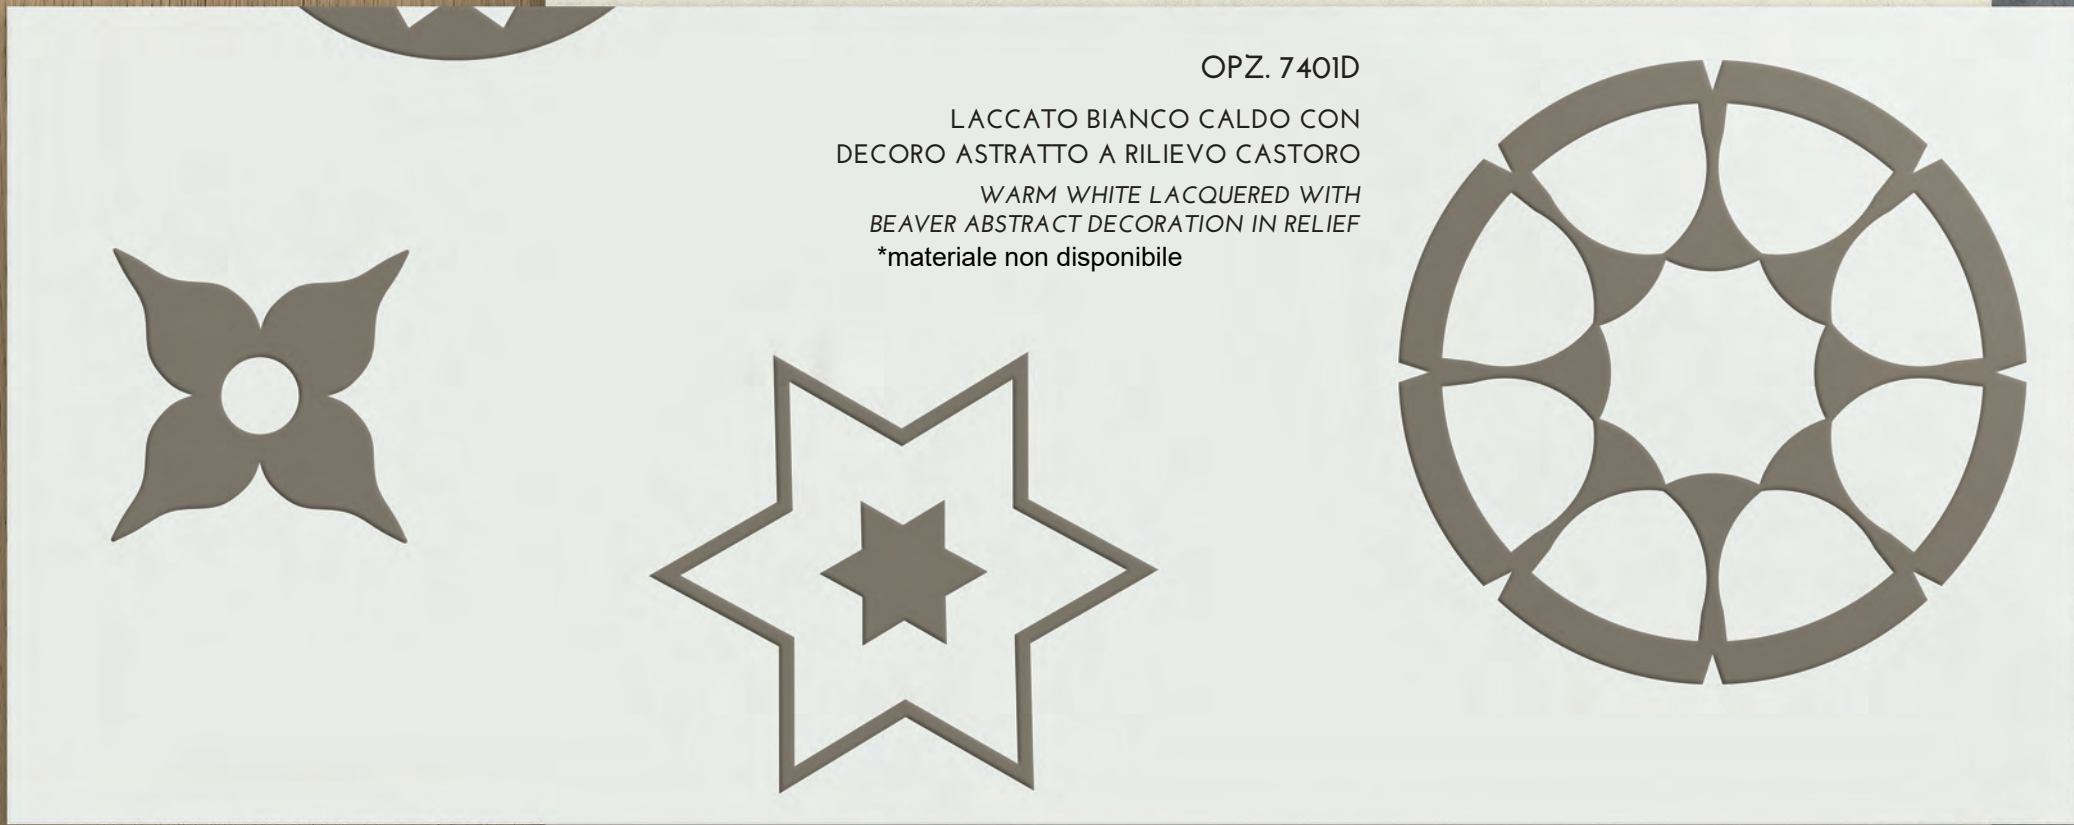 OPZ. 7401D
LACCATO BIANCO CALDO CON
DECORO ASTRATTO A RILIEVO CASTORO
WARM WHITE LACQUERED WITH
BEAVER ABSTRACT DECORATION IN RELIEF
*materiale non disponibile